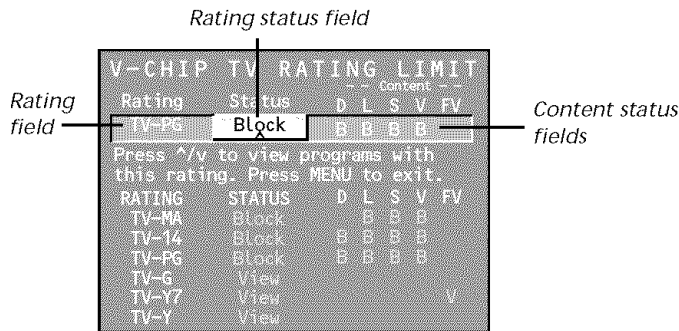 Rating status field
V-CHIP TV RATING LIMIT
-- Content --
Rating Status D L S V FV
Rating field
TV-PG Block B B B B
Content status fields
Press ^/v to view programs with
this rating. Press MENU to exit.
RATING STATUS D L S V FV
TV-MA Block B B B
TV-14 Block B B B B
TV-PG Block B B B B
TV-G View
TV-Y7 View V
TV-Y View